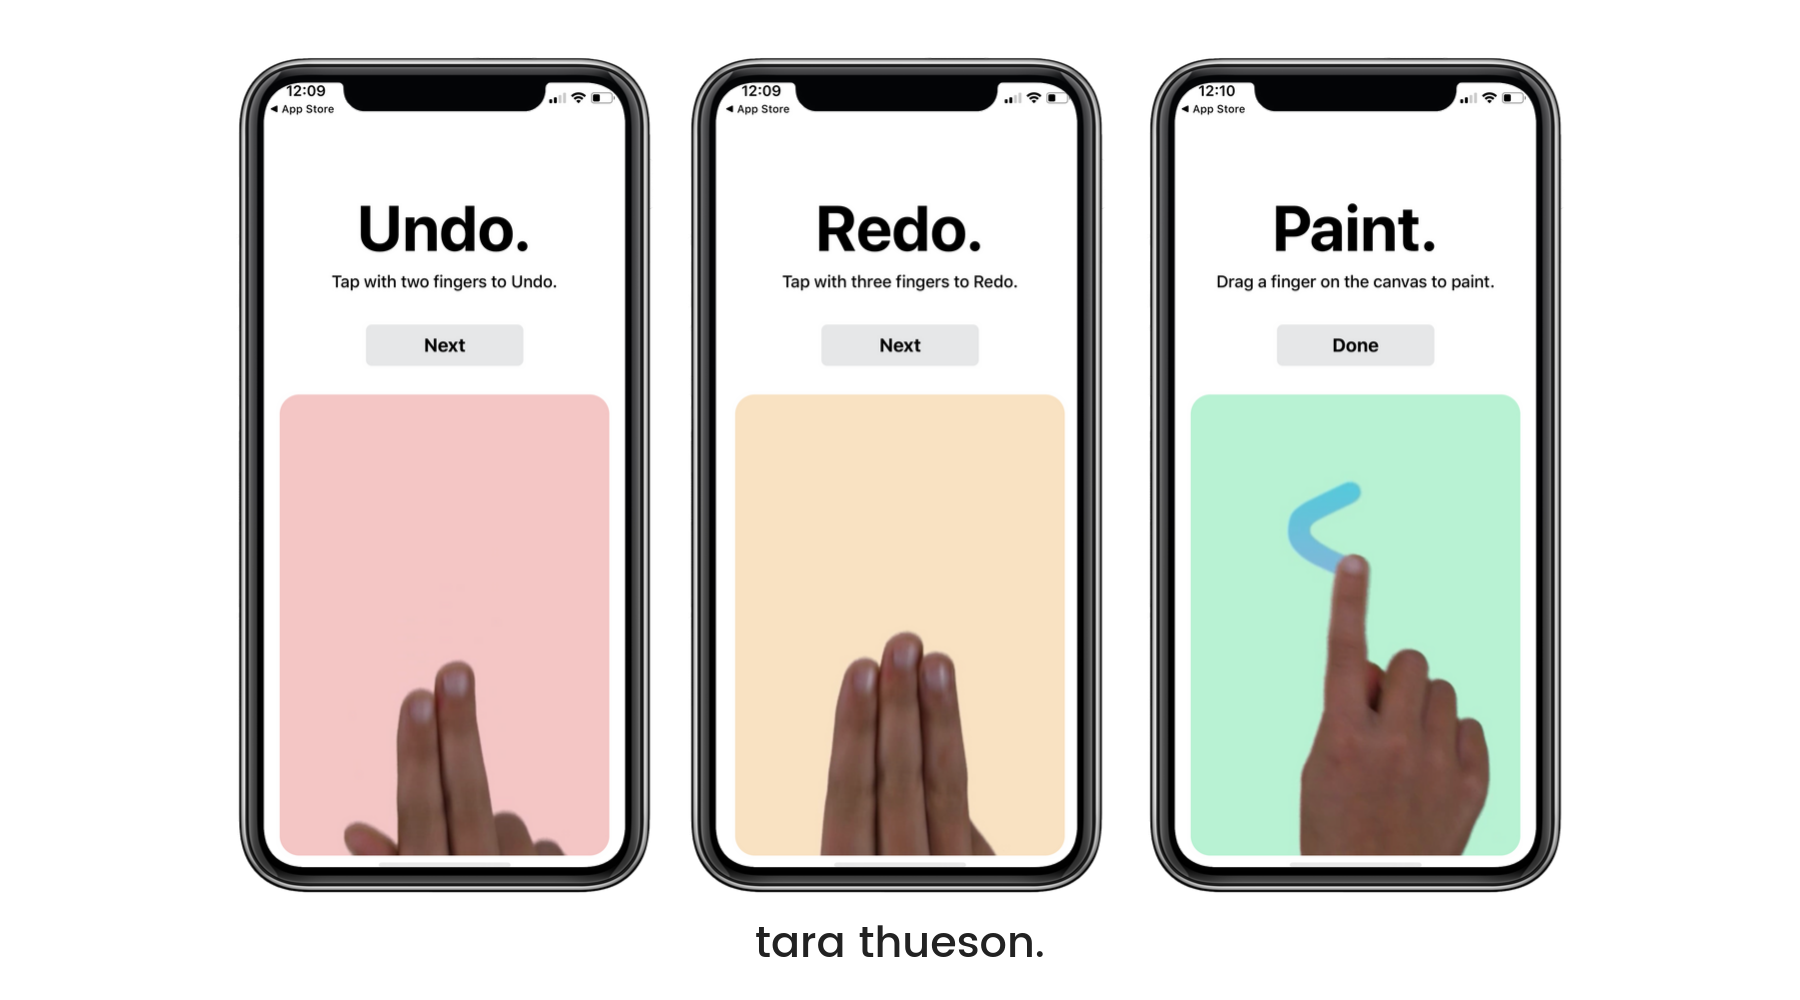 12:09
◀ App Store
Undo.
Tap with two fingers to Undo.
Next
12:09
◀ App Store
Redo.
Tap with three fingers to Redo.
Next
12:10
◀ App Store
Paint.
Drag a finger on the canvas to paint.
Done
tara thueson.